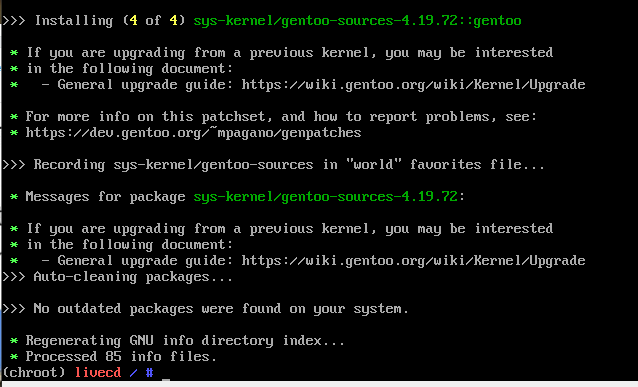 >>> Installing (4 of 4) sys-kernel/gentoo-sources-4.19.72::gentoo
* If you are upgrading from a previous kernel, you may be interested
* in the following document:
*   - General upgrade guide: https://wiki.gentoo.org/wiki/Kernel/Upgrade
* For more info on this patchset, and how to report problems, see:
* https://dev.gentoo.org/~mpagano/genpatches
>>> Recording sys-kernel/gentoo-sources in "world" favorites file...
* Messages for package sys-kernel/gentoo-sources-4.19.72:
* If you are upgrading from a previous kernel, you may be interested
* in the following document:
*   - General upgrade guide: https://wiki.gentoo.org/wiki/Kernel/Upgrade
>>> Auto-cleaning packages...
>>> No outdated packages were found on your system.
* Regenerating GNU info directory index...
* Processed 85 info files.
(chroot) livecd / # _